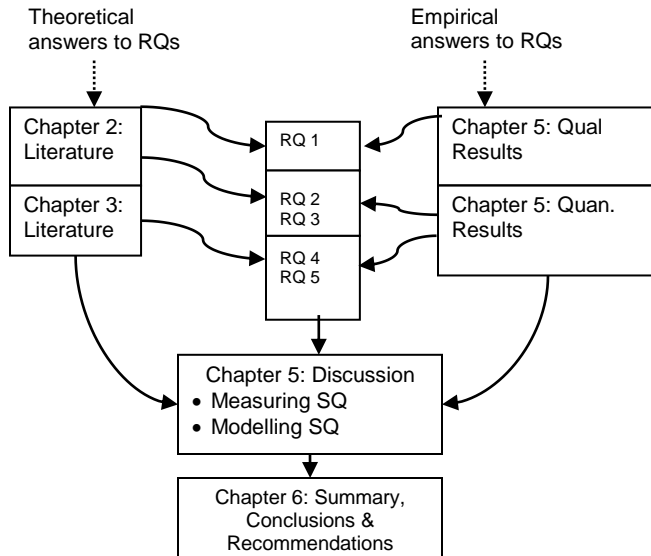 Theoretical
answers to RQs
Empirical
answers to RQs
Chapter 2:
Literature
Chapter 3:
Literature
RQ 1
RQ 2
RQ 3
RQ 4
RQ 5
Chapter 5: Qual
Results
Chapter 5: Quan.
Results
Chapter 5: Discussion
• Measuring SQ
• Modelling SQ
Chapter 6: Summary,
Conclusions &
Recommendations